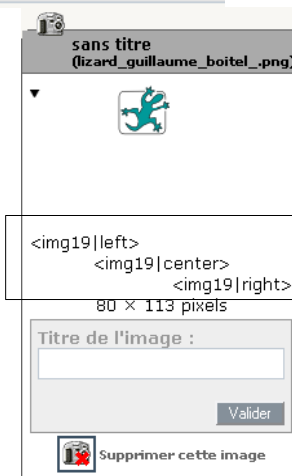 sans titre
(lizard_guillaume_boitel_.png)
<img19|left>
<img19|center>
<img19|right>
80 × 113 pixels
Titre de l'image :
Valider
Supprimer cette image